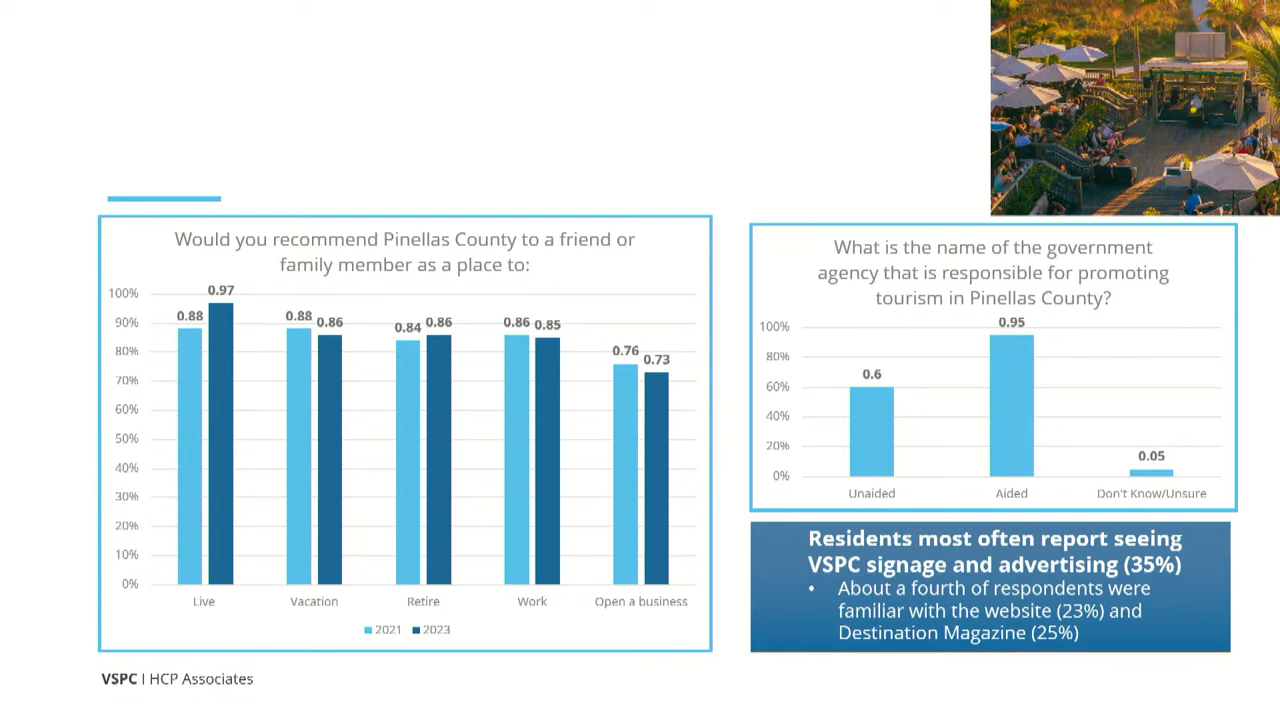 Would you recommend Pinellas County to a friend or
family member as a place to:
100%
90%
80%
70%
60%
50%
40%
30%
20%
10%
0%
0.88 0.97
0.88 0.86
0.84 0.86
0.86 0.85
0.76 0.73
Live Vacation Retire Work Open a business
2021 2023
What is the name of the government
agency that is responsible for promoting
tourism in Pinellas County?
100%
80%
60%
40%
20%
0%
0.6 0.95 0.05
Unaided Aided Don't Know/Unsure
Residents most often report seeing
VSPC signage and advertising (35%)
• About a fourth of respondents were
familiar with the website (23%) and
Destination Magazine (25%)
VSPC | HCP Associates